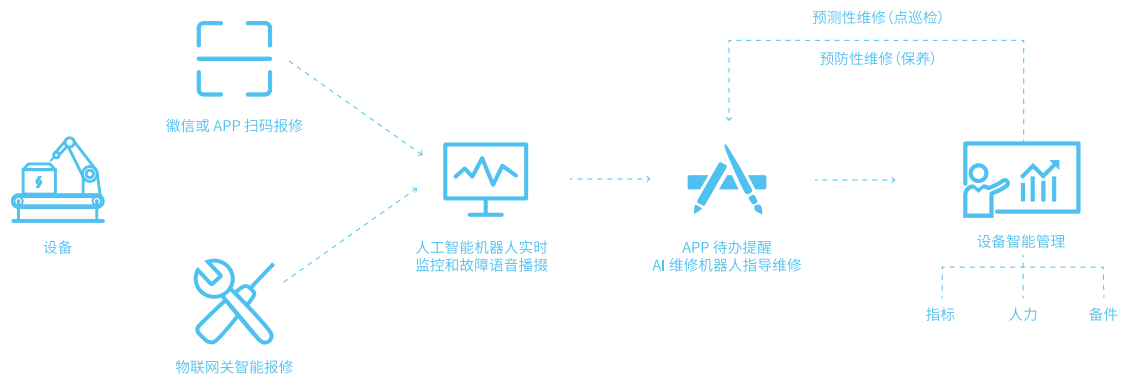 预测性维修(点巡检)
预防性维修(保养)
徽信或 APP 扫码报修
设备
人工智能机器人实时
监控和故障语音播掇
APP 待办提醒
AI 维修机器人指导维修
设备智能管理
指标
人力
备件
物联网关智能报修